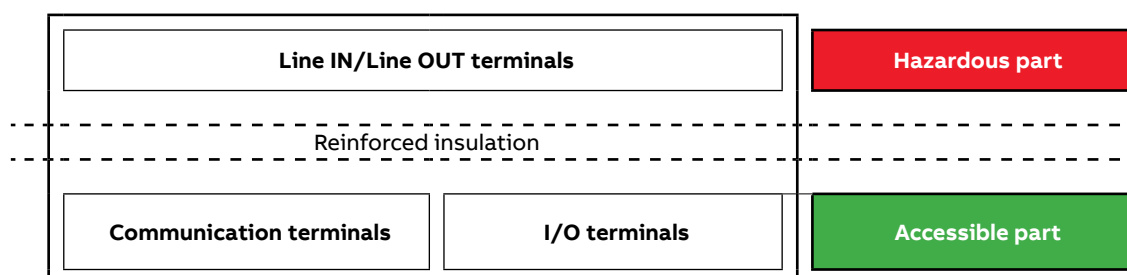 Line IN/Line OUT terminals
Hazardous part
Reinforced insulation
Communication terminals
I/O terminals
Accessible part